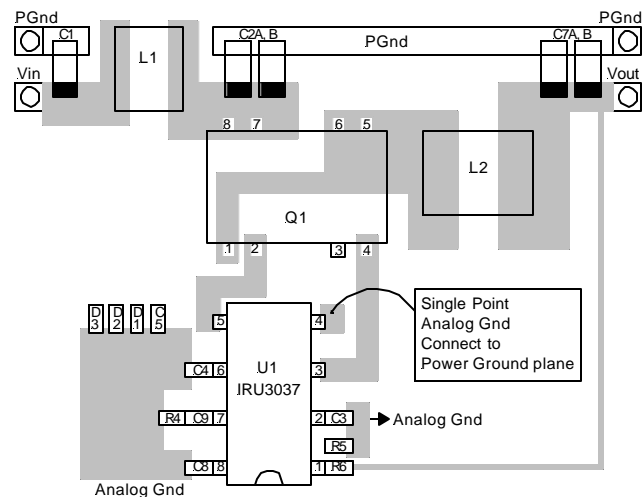 PGnd
C1
C2A, B
PGnd
C7A, B
PGnd
L1
Vin
Vout
8 7 6 5
L2
Q1
1 2 3 4
D3 D2 D1 C5
5 4
Single Point
Analog Gnd
Connect to
Power Ground plane
U1
IRU3037
C4 6 3
R4 C9 7 2 C3
Analog Gnd
R5
C8 8 1 R6
Analog Gnd